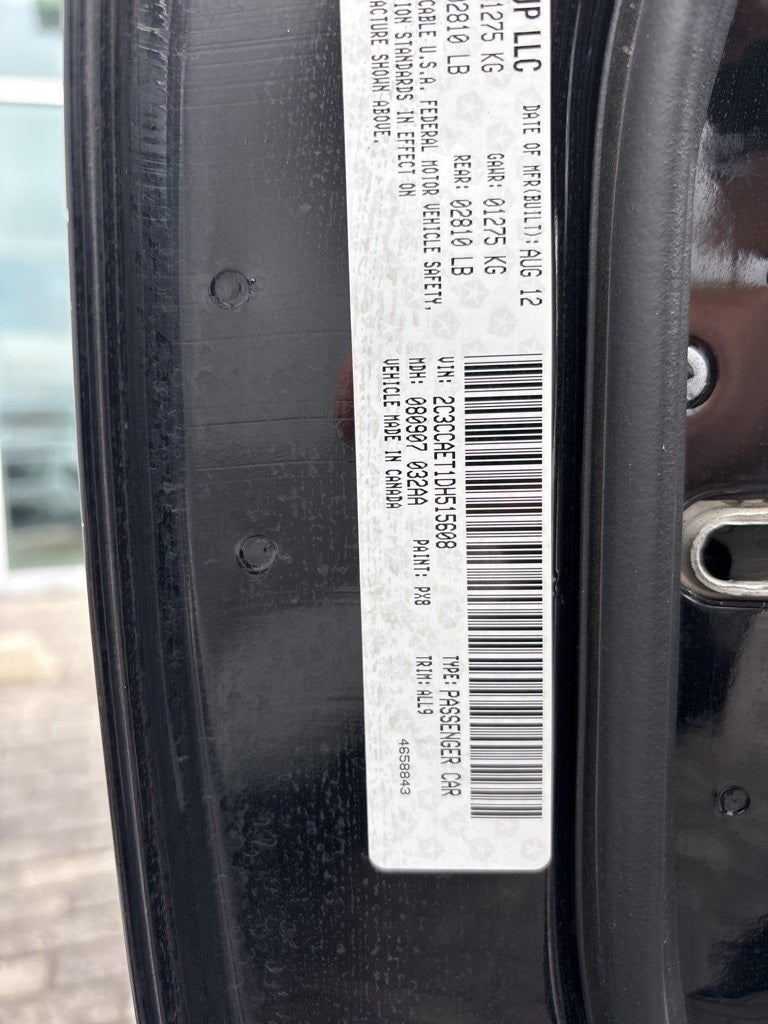 UP LLC
DATE OF MFR(BUILT): AUG 12
01275 KG GAWR: 01275 KG
02810 LB REAR: 02810 LB
CABLE U.S.A. FEDERAL MOTOR VEHICLE SAFETY,
ION STANDARDS IN EFFECT ON
ACTURE SHOWN ABOVE.
VIN: 2C3CCAET1DH515608 TYPE: PASSENGER CAR
MDH: 080907 032AA PAINT: PX8 TRIM: ALL9
VEHICLE MADE IN CANADA
4658843